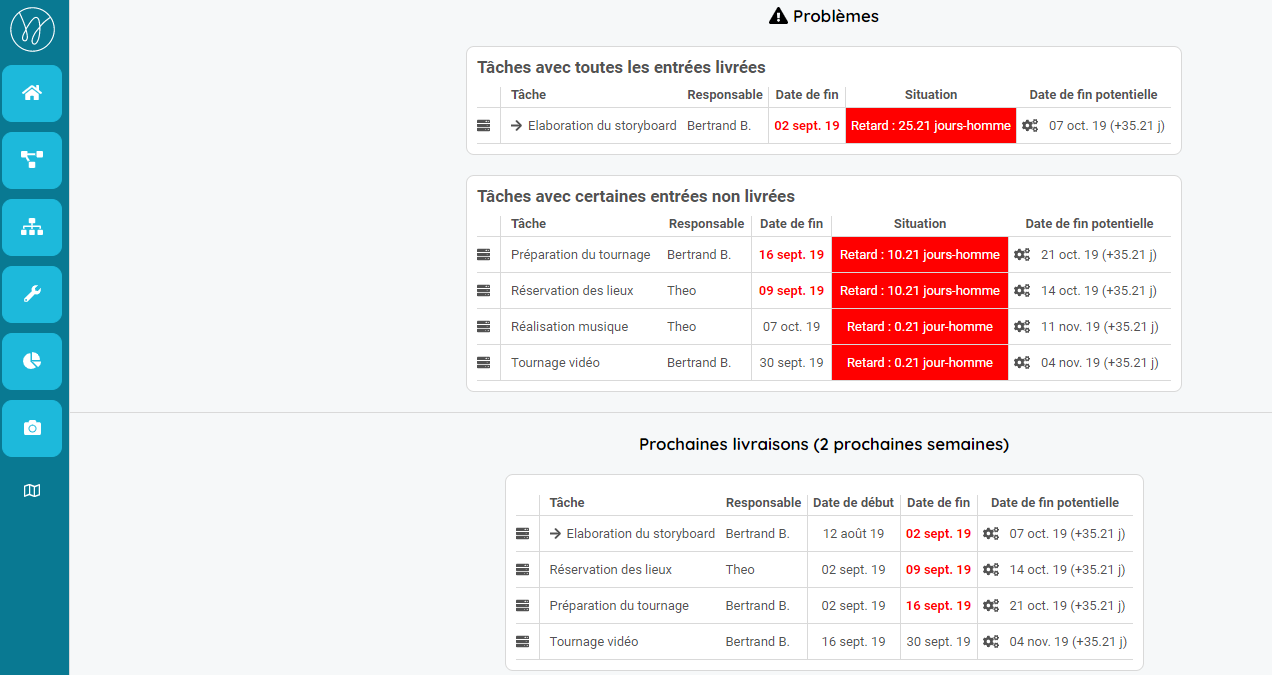 Problèmes
Tâches avec toutes les entrées livrées
Tâche Responsable Date de fin Situation Date de fin potentielle
Elaboration du storyboard Bertrand B. 02 sept. 19 Retard : 25.21 jours-homme 07 oct. 19 (+35.21 j)
Tâches avec certaines entrées non livrées
Tâche Responsable Date de fin Situation Date de fin potentielle
Préparation du tournage Bertrand B. 16 sept. 19 Retard : 10.21 jours-homme 21 oct. 19 (+35.21 j)
Réservation des lieux Theo 09 sept. 19 Retard : 10.21 jours-homme 14 oct. 19 (+35.21 j)
Réalisation musique Theo 07 oct. 19 Retard : 0.21 jour-homme 11 nov. 19 (+35.21 j)
Tournage vidéo Bertrand B. 30 sept. 19 Retard : 0.21 jour-homme 04 nov. 19 (+35.21 j)
Prochaines livraisons (2 prochaines semaines)
Tâche Responsable Date de début Date de fin Date de fin potentielle
Elaboration du storyboard Bertrand B. 12 août 19 02 sept. 19 07 oct. 19 (+35.21 j)
Réservation des lieux Theo 02 sept. 19 09 sept. 19 14 oct. 19 (+35.21 j)
Préparation du tournage Bertrand B. 02 sept. 19 16 sept. 19 21 oct. 19 (+35.21 j)
Tournage vidéo Bertrand B. 16 sept. 19 30 sept. 19 04 nov. 19 (+35.21 j)